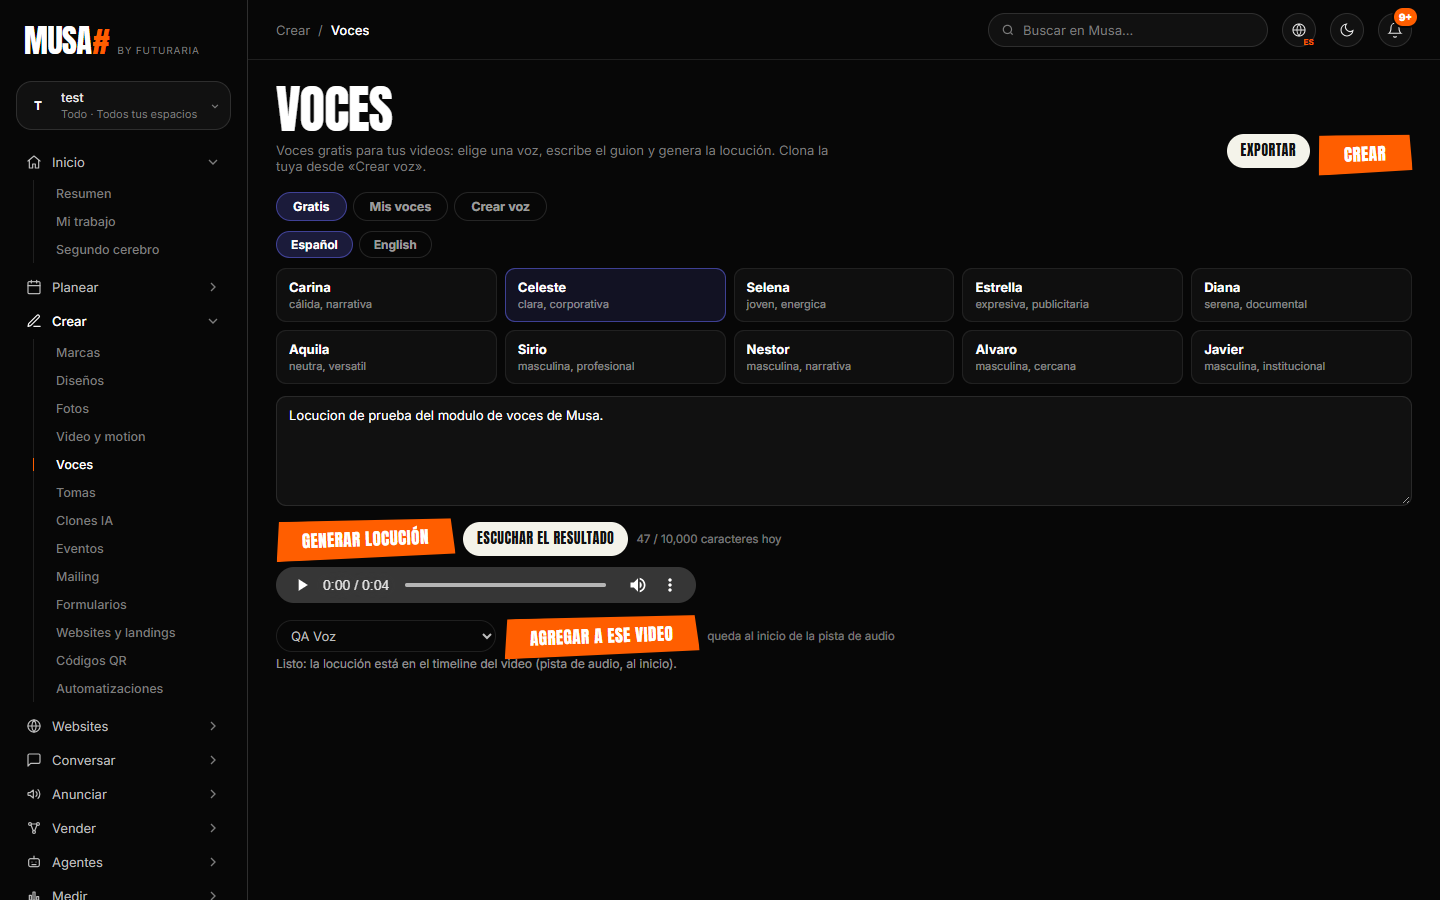 MUSA# BY FUTURARIA
T
test
Todo · Todos tus espacios
Inicio
Resumen
Mi trabajo
Segundo cerebro
Planear
Crear
Marcas
Diseños
Fotos
Video y motion
Voces
Tomas
Clones IA
Eventos
Mailing
Formularios
Websites y landings
Códigos QR
Automatizaciones
Websites
Conversar
Anunciar
Vender
Agentes
Medir
Crear / Voces
Buscar en Musa...
ES
9+
VOCES
Voces gratis para tus videos: elige una voz, escribe el guion y genera la locución. Clona la
tuya desde «Crear voz».
EXPORTAR
CREAR
Gratis Mis voces Crear voz
Español English
Carina
cálida, narrativa
Celeste
clara, corporativa
Selena
joven, energica
Estrella
expresiva, publicitaria
Diana
serena, documental
Aquila
neutra, versatil
Sirio
masculina, profesional
Nestor
masculina, narrativa
Alvaro
masculina, cercana
Javier
masculina, institucional
Locucion de prueba del modulo de voces de Musa.
GENERAR LOCUCIÓN
ESCUCHAR EL RESULTADO
47 / 10,000 caracteres hoy
0:00 / 0:04
QA Voz
AGREGAR A ESE VIDEO
queda al inicio de la pista de audio
Listo: la locución está en el timeline del video (pista de audio, al inicio).